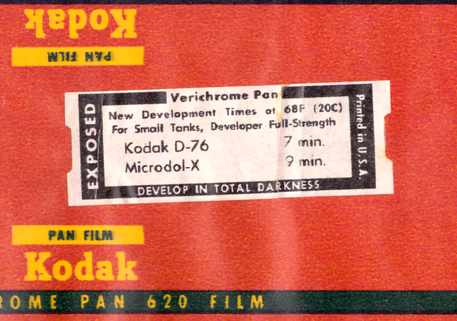 Kodak
PAN FILM
Verichrome Pan
New Development Times at 68F (20C)
For Small Tanks, Developer Full-Strength
Kodak D-76 7 min.
Microdol-X 9 min.
DEVELOP IN TOTAL DARKNESS
EXPOSED
Printed in U.S.A.
PAN FILM
Kodak
ROME PAN 620 FILM